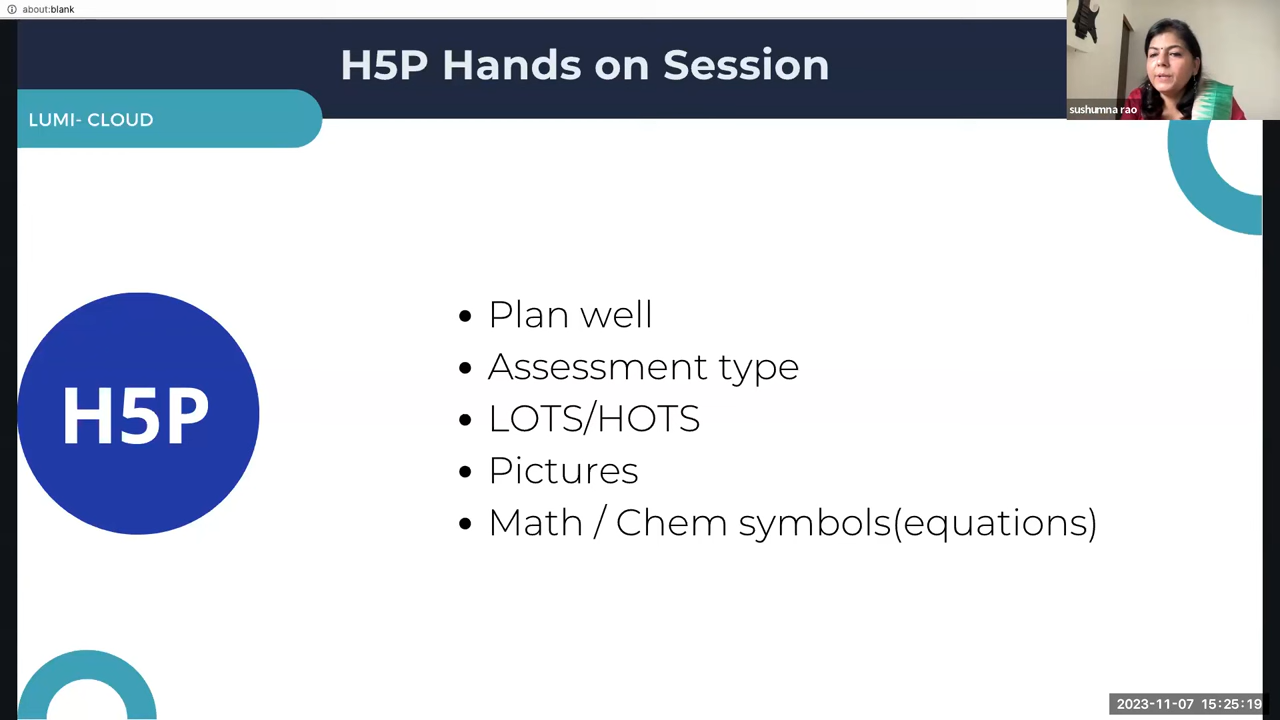 about:blank
H5P Hands on Session
sushumna rao
LUMI- CLOUD
H5P
• Plan well
• Assessment type
• LOTS/HOTS
• Pictures
• Math / Chem symbols(equations)
2023-11-07 15:25:19